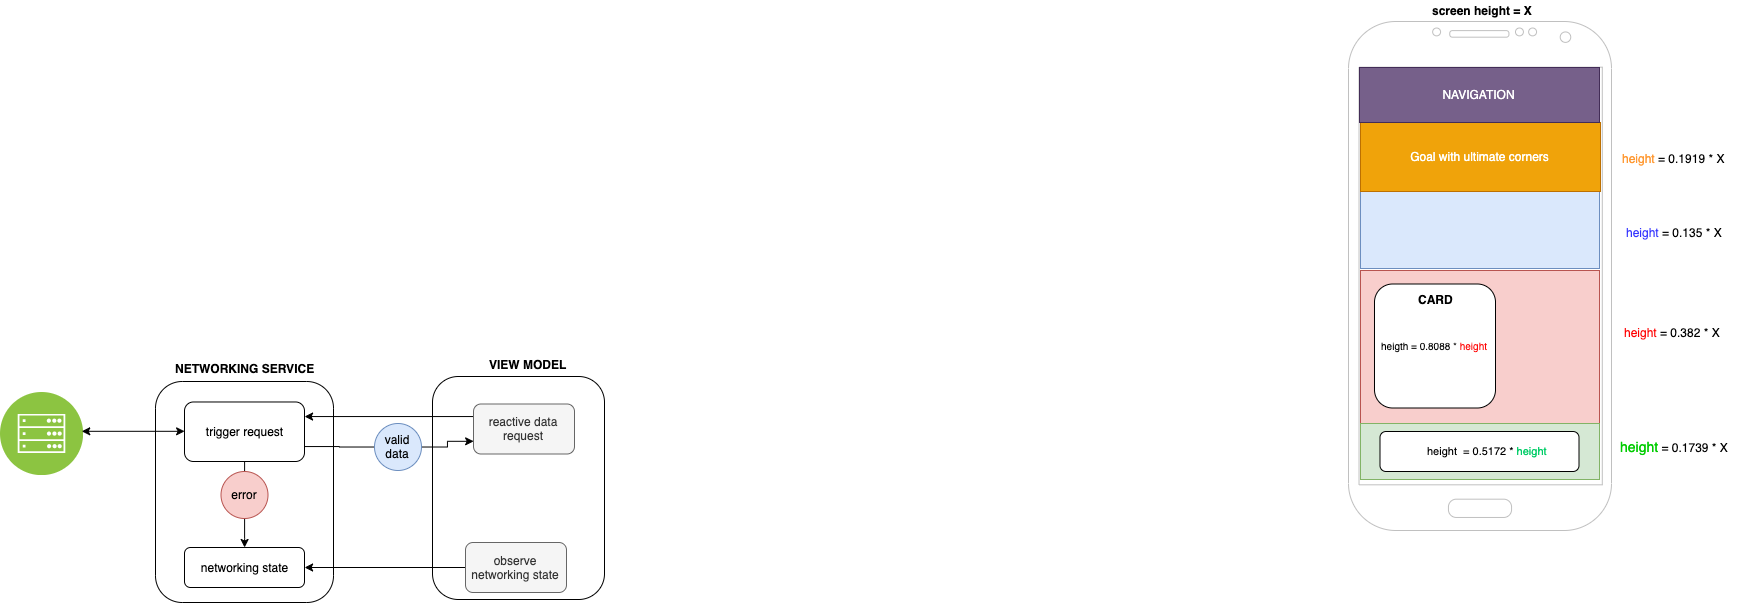 screen height = X
NAVIGATION
Goal with ultimate corners
height = 0.1919 * X
height = 0.135 * X
CARD
heigth = 0.8088 * height
height = 0.382 * X
height  = 0.5172 * height
height = 0.1739 * X
NETWORKING SERVICE
trigger request
error
networking state
valid
data
VIEW MODEL
reactive data
request
observe
networking state